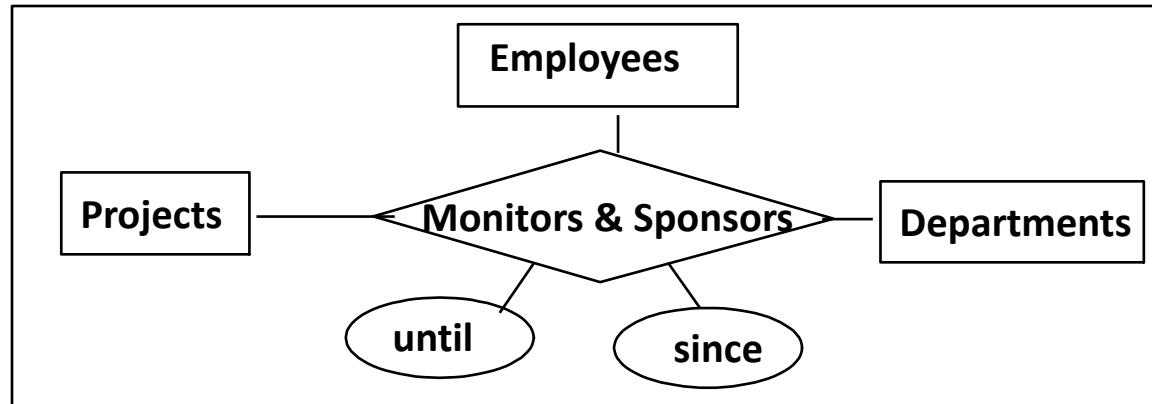 Employees
Projects
Monitors & Sponsors
Departments
until
since